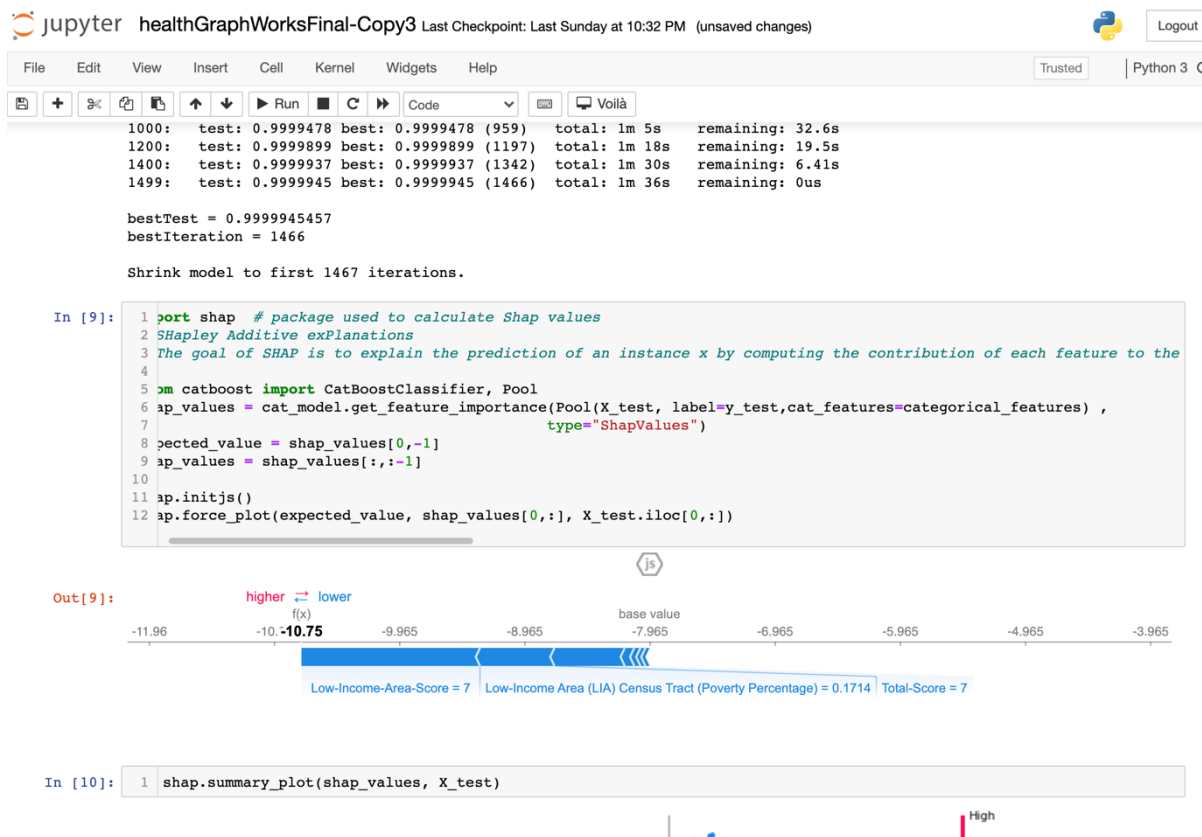 jupyter healthGraphWorksFinal-Copy3 Last Checkpoint: Last Sunday at 10:32 PM (unsaved changes) Logout
File Edit View Insert Cell Kernel Widgets Help Trusted Python 3
Run Code Voilà
1000: test: 0.9999478 best: 0.9999478 (959) total: 1m 5s remaining: 32.6s
1200: test: 0.9999899 best: 0.9999899 (1197) total: 1m 18s remaining: 19.5s
1400: test: 0.9999937 best: 0.9999937 (1342) total: 1m 30s remaining: 6.41s
1499: test: 0.9999945 best: 0.9999945 (1466) total: 1m 36s remaining: 0us
bestTest = 0.9999945457
bestIteration = 1466
Shrink model to first 1467 iterations.
In [9]:
1 port shap # package used to calculate Shap values
2 SHapley Additive exPlanations
3 The goal of SHAP is to explain the prediction of an instance x by computing the contribution of each feature to the
4
5 om catboost import CatBoostClassifier, Pool
6 ap_values = cat_model.get_feature_importance(Pool(X_test, label=y_test,cat_features=categorical_features) ,
7 type="ShapValues")
8 pected_value = shap_values[0,-1]
9 ap_values = shap_values[:,:-1]
10
11 ap.initjs()
12 ap.force_plot(expected_value, shap_values[0,:], X_test.iloc[0,:])
js
Out[9]:
higher lower
f(x) base value
-11.96 -10. -10.75 -9.965 -8.965 -7.965 -6.965 -5.965 -4.965 -3.965
Low-Income-Area-Score = 7 Low-Income Area (LIA) Census Tract (Poverty Percentage) = 0.1714 Total-Score = 7
In [10]: 1 shap.summary_plot(shap_values, X_test)
High